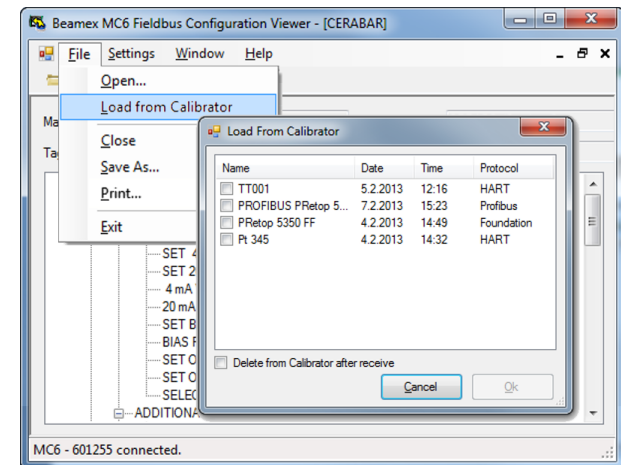 Beamex MC6 Fieldbus Configuration Viewer - [CERABAR]
File Settings Window Help
Open...
Load from Calibrator
Close
Save As...
Print...
Exit
Ma
Load From Calibrator
Name Date Time Protocol
TT001 5.2.2013 12:16 HART
PROFIBUS PRetop 5... 7.2.2013 15:23 Profibus
PRetop 5350 FF 4.2.2013 14:49 Foundation
Pt 345 4.2.2013 14:32 HART
Delete from Calibrator after receive
Cancel Ok
SET 4
SET 2
4 mA
20 mA
SET B
BIAS
SET O
SET O
SELEC
ADDITIONA
MC6 - 601255 connected.